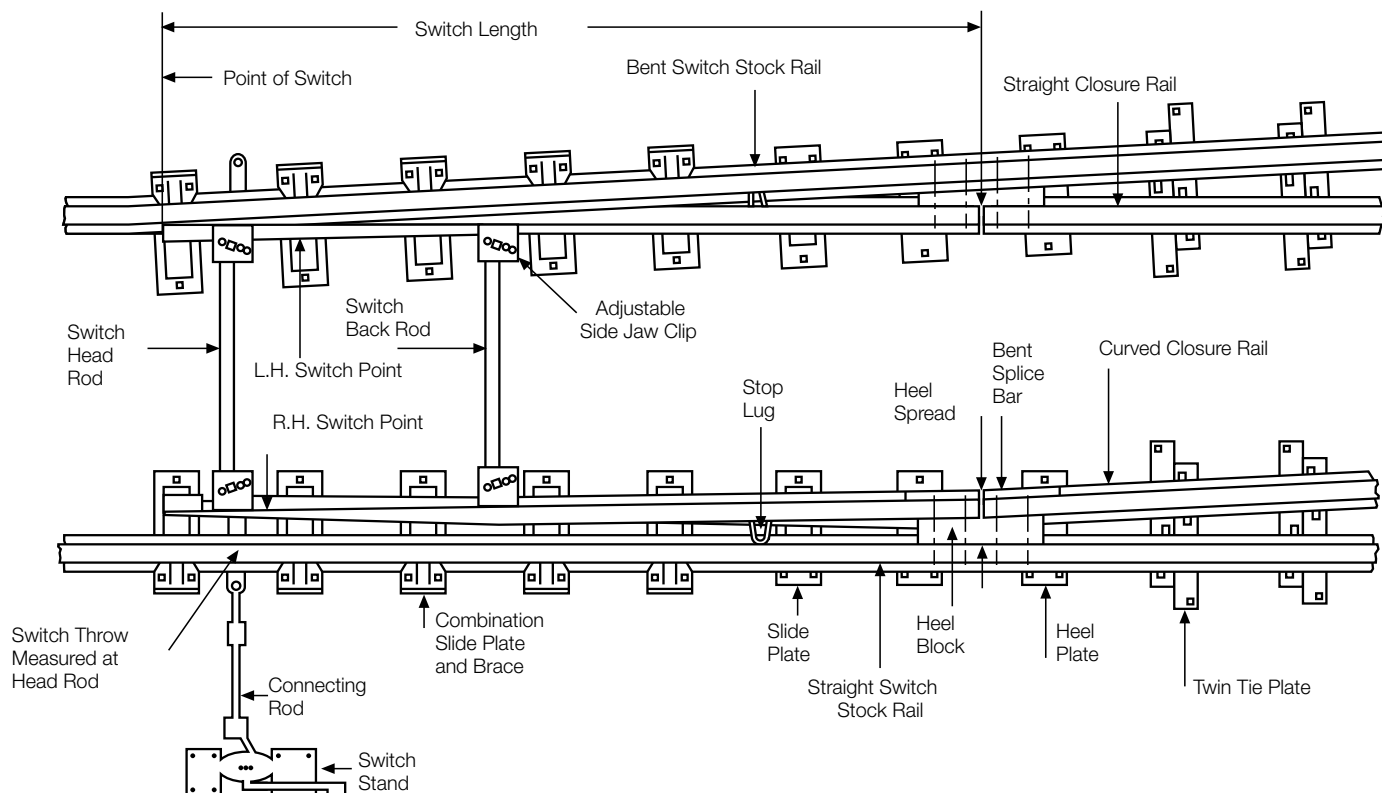 Switch Length
Point of Switch
Bent Switch Stock Rail
Straight Closure Rail
Switch
Head
Rod
Switch
Back Rod
Adjustable
Side Jaw Clip
L.H. Switch Point
R.H. Switch Point
Stop
Lug
Heel
Spread
Bent
Splice
Bar
Curved Closure Rail
Switch Throw
Measured at
Head Rod
Connecting
Rod
Combination
Slide Plate
and Brace
Slide
Plate
Straight Switch
Stock Rail
Heel
Block
Heel
Plate
Twin Tie Plate
Switch
Stand